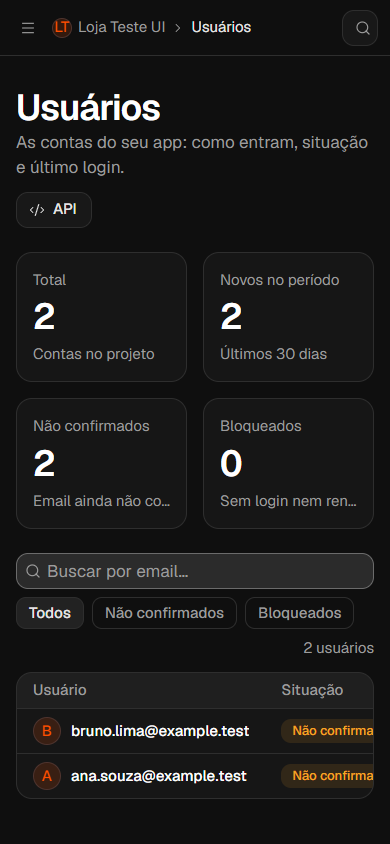 LT Loja Teste UI > Usuários
Usuários
As contas do seu app: como entram, situação
e último login.
</> API
Total
2
Contas no projeto
Novos no período
2
Últimos 30 dias
Não confirmados
2
Email ainda não co...
Bloqueados
0
Sem login nem ren...
Buscar por email...
Todos Não confirmados Bloqueados
2 usuários
Usuário Situação
B bruno.lima@example.test Não confirma
A ana.souza@example.test Não confirma